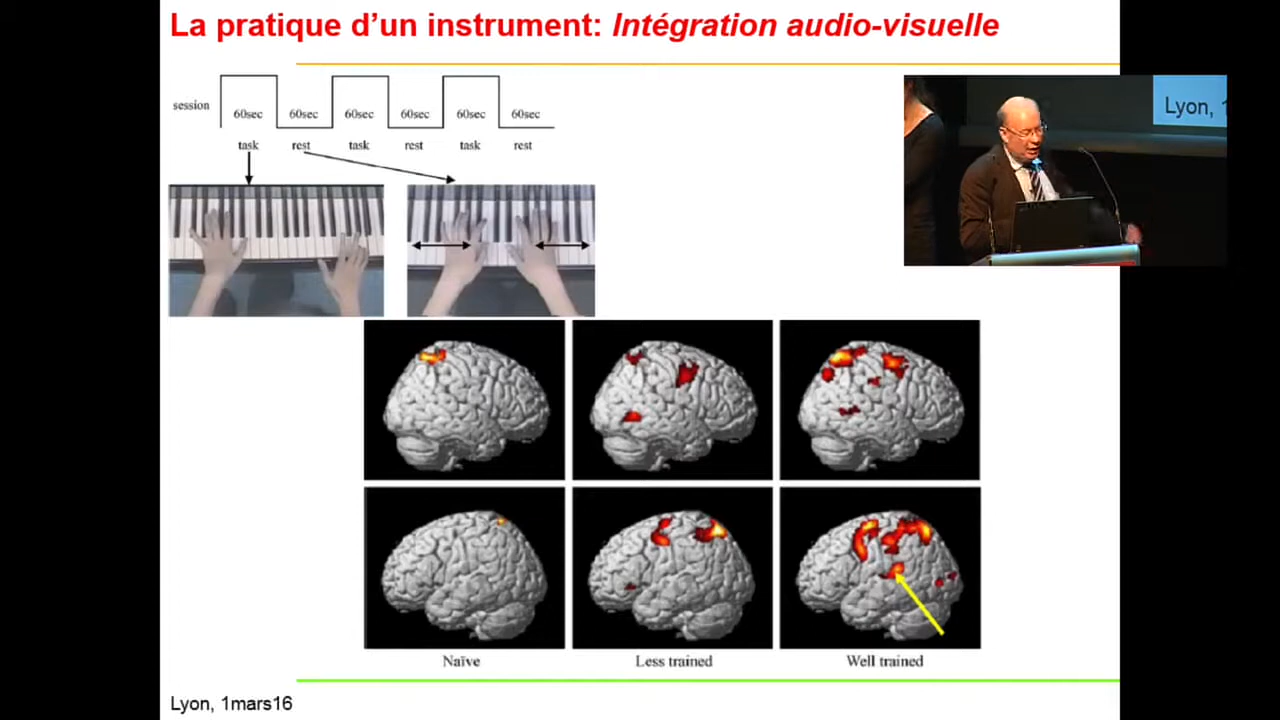 La pratique d'un instrument: Intégration audio-visuelle
session
60sec 60sec 60sec 60sec 60sec 60sec
task rest task rest task rest
Lyon, 1
Naïve Less trained Well trained
Lyon, 1mars16